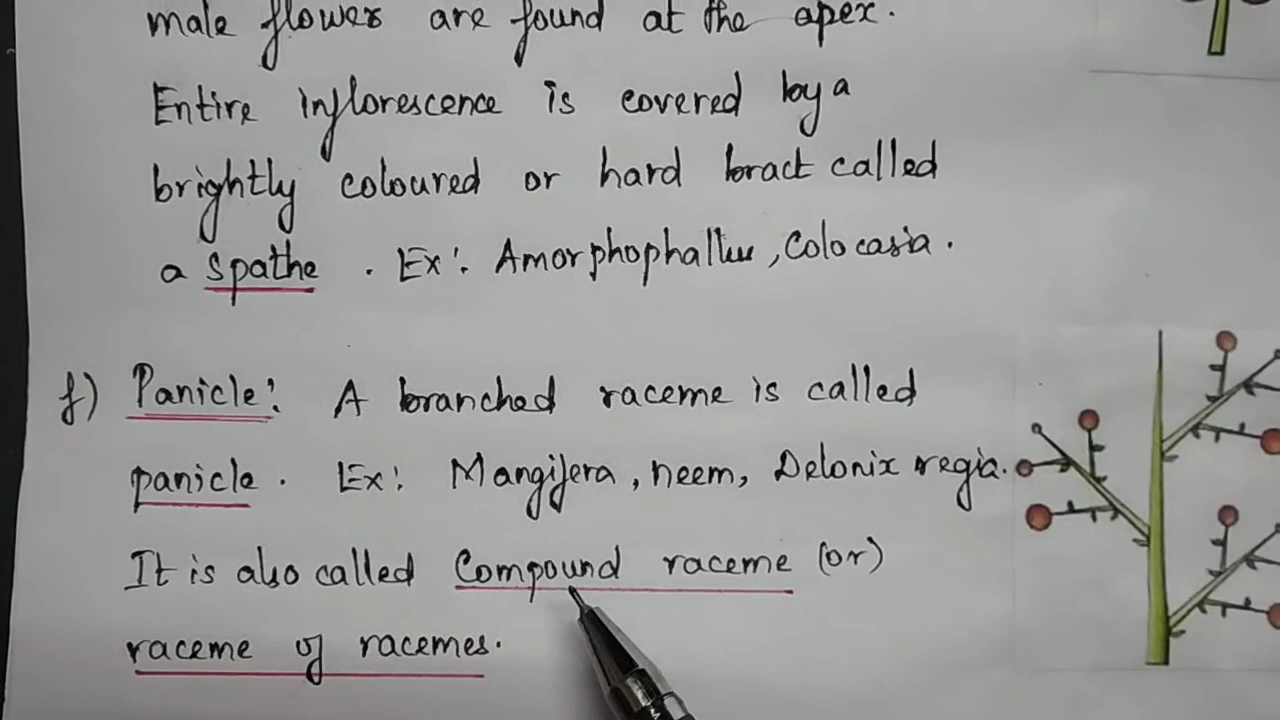 male flowers are found at the apex.
Entire inflorescence is covered by a
brightly coloured or hard bract called
a spathe . Ex: Amorphophallus, Colocasia.
f) Panicle: A branched raceme is called
panicle. Ex: Mangifera, neem, Delonix regia.
It is also called Compound raceme (or)
raceme of racemes.